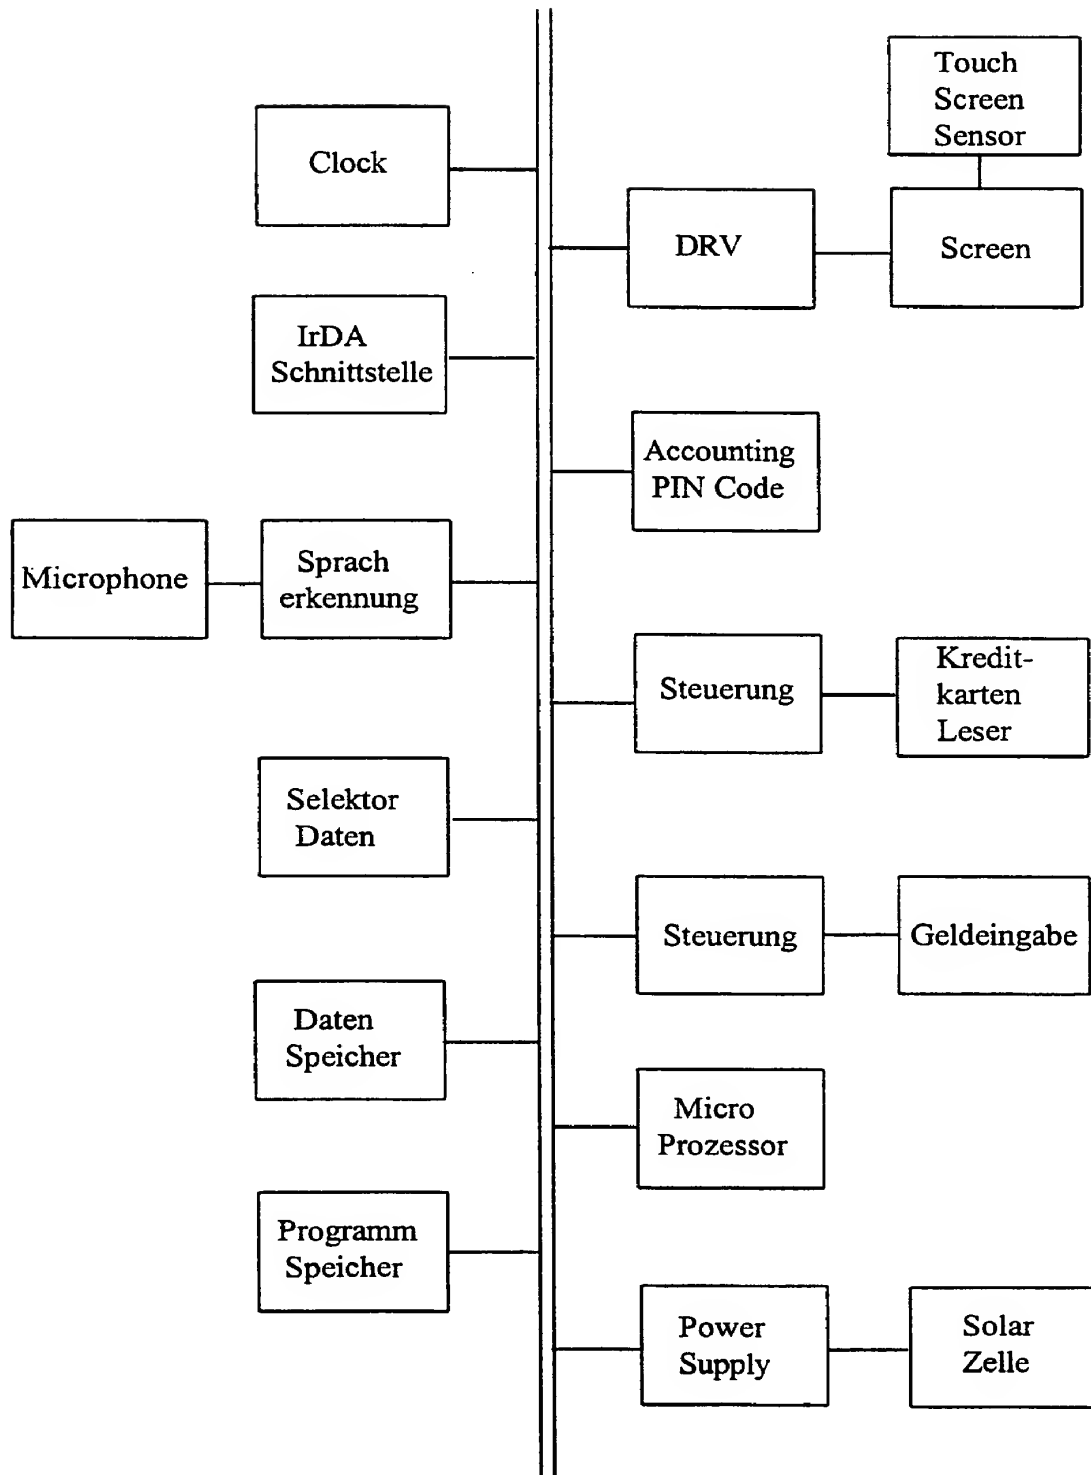 Touch
Screen
Sensor
Clock
DRV
Screen
IrDA
Schnittstelle
Accounting
PIN Code
Microphone
Sprach
erkennung
Steuerung
Kredit-
karten
Leser
Selektor
Daten
Steuerung
Geldeingabe
Daten
Speicher
Micro
Prozessor
Programm
Speicher
Power
Supply
Solar
Zelle